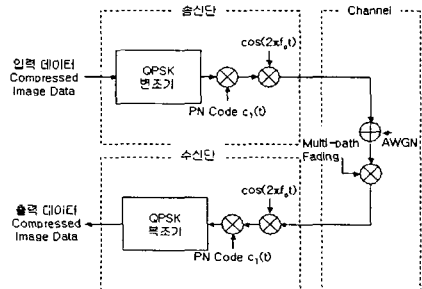 송신단
Channel
cos(2πf₀t)
입력 데이터
Compressed
Image Data
QPSK
변조기
PN Code c₁(t)
Multi-path
Fading
AWGN
수신단
cos(2πf₀t)
출력 데이터
Compressed
Image Data
QPSK
복조기
PN Code c₁(t)